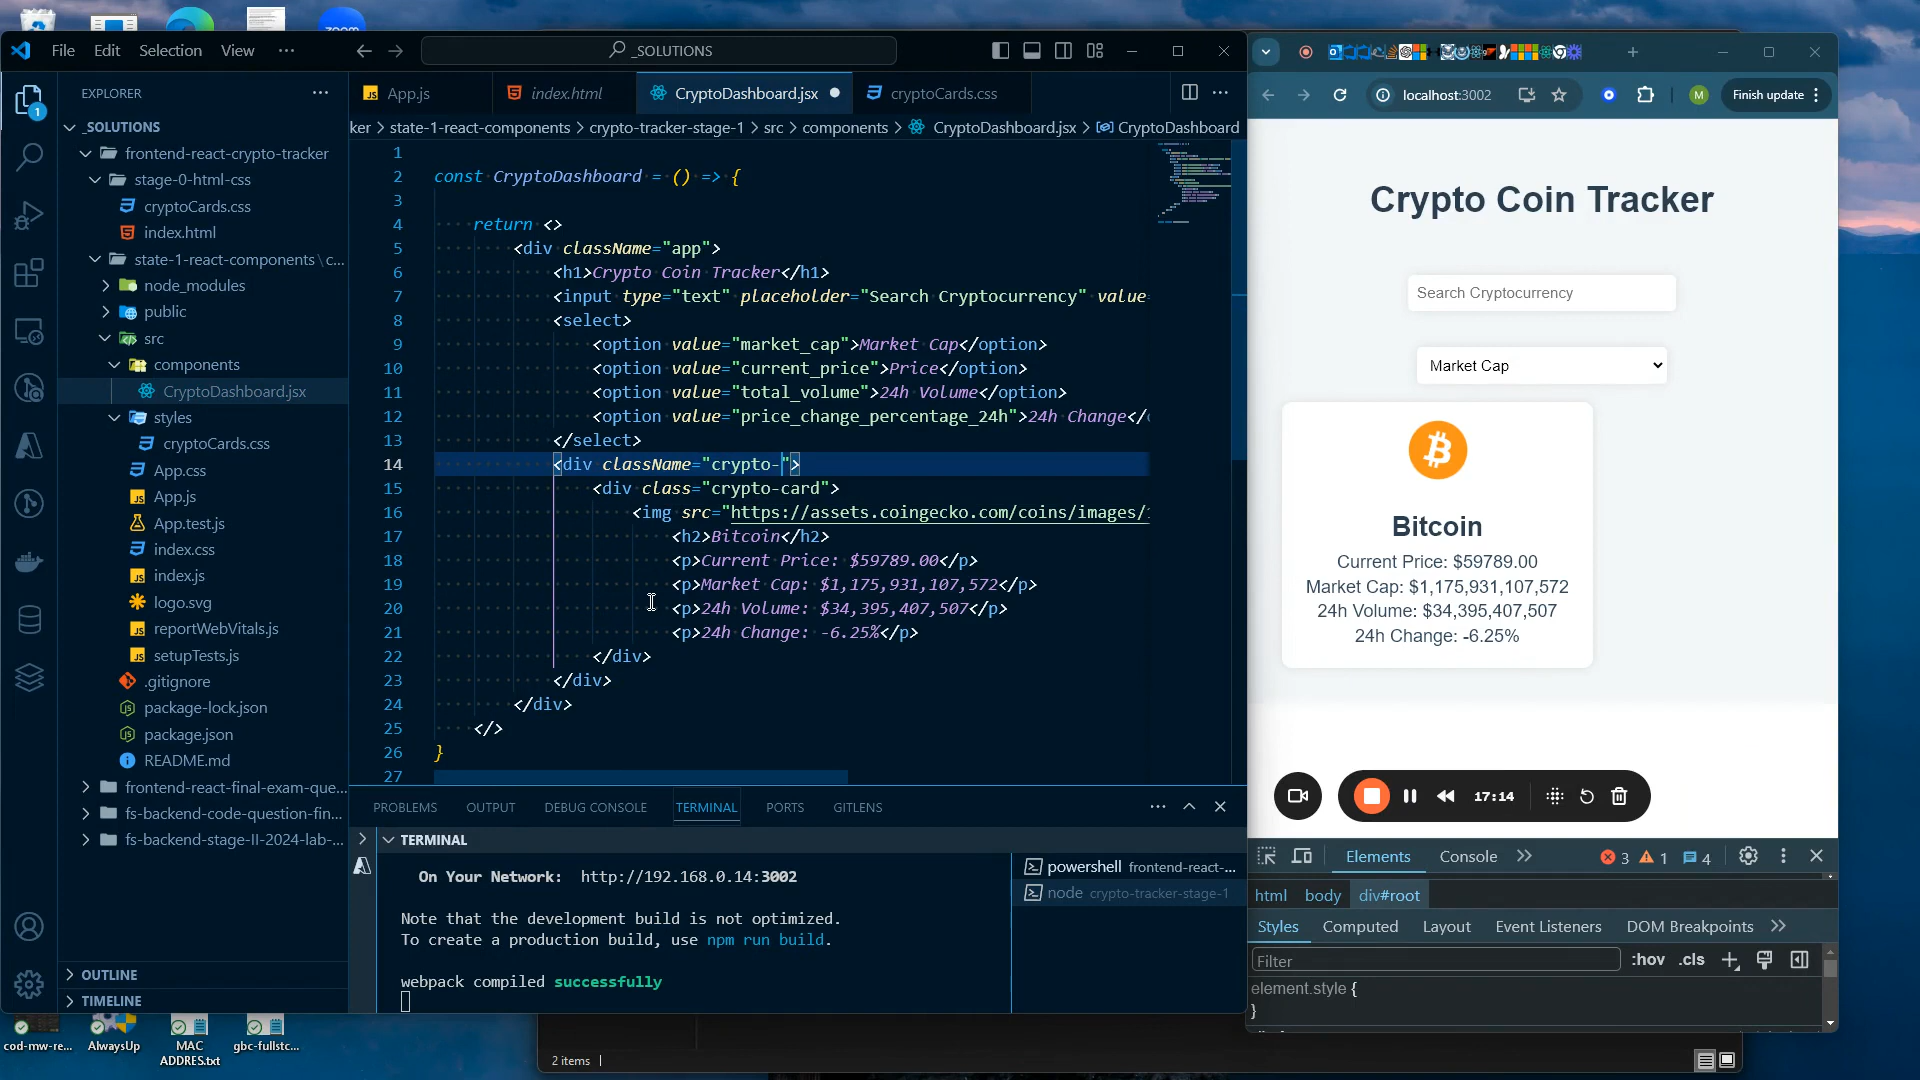 File Edit Selection View ···
_SOLUTIONS
EXPLORER
_SOLUTIONS
frontend-react-crypto-tracker
stage-0-html-css
cryptoCards.css
index.html
state-1-react-components\c...
node_modules
public
src
components
CryptoDashboard.jsx
styles
cryptoCards.css
App.css
App.js
App.test.js
index.css
index.js
logo.svg
reportWebVitals.js
setupTests.js
.gitignore
package-lock.json
package.json
README.md
frontend-react-final-exam-que...
fs-backend-code-question-fin...
fs-backend-stage-II-2024-lab-...
OUTLINE
TIMELINE
App.js index.html CryptoDashboard.jsx cryptoCards.css
ker > state-1-react-components > crypto-tracker-stage-1 > src > components > CryptoDashboard.jsx > CryptoDashboard
1
2 const CryptoDashboard = () => {
3
4 return <>
5 <div className="app">
6 <h1>Crypto Coin Tracker</h1>
7 <input type="text" placeholder="Search Cryptocurrency" value=
8 <select>
9 <option value="market_cap">Market Cap</option>
10 <option value="current_price">Price</option>
11 <option value="total_volume">24h Volume</option>
12 <option value="price_change_percentage_24h">24h Change</
13 </select>
14 <div className="crypto-">
15 <div class="crypto-card">
16 <img src="https://assets.coingecko.com/coins/images/
17 <h2>Bitcoin</h2>
18 <p>Current Price: $59789.00</p>
19 <p>Market Cap: $1,175,931,107,572</p>
20 <p>24h Volume: $34,395,407,507</p>
21 <p>24h Change: -6.25%</p>
22 </div>
23 </div>
24 </div>
25 </>
26 }
27
PROBLEMS OUTPUT DEBUG CONSOLE TERMINAL PORTS GITLENS
TERMINAL
On Your Network: http://192.168.0.14:3002
Note that the development build is not optimized.
To create a production build, use npm run build.
webpack compiled successfully
powershell frontend-react-...
node crypto-tracker-stage-1
localhost:3002
M
Finish update
Crypto Coin Tracker
Search Cryptocurrency
Market Cap
Bitcoin
Current Price: $59789.00
Market Cap: $1,175,931,107,572
24h Volume: $34,395,407,507
24h Change: -6.25%
17:14
Elements Console 3 1 4
html body div#root
Styles Computed Layout Event Listeners DOM Breakpoints
Filter :hov .cls
element.style {
}
zoom
cod-mw-re...
AlwaysUp
MAC ADDRES.txt
gbc-fullstc...
2 items